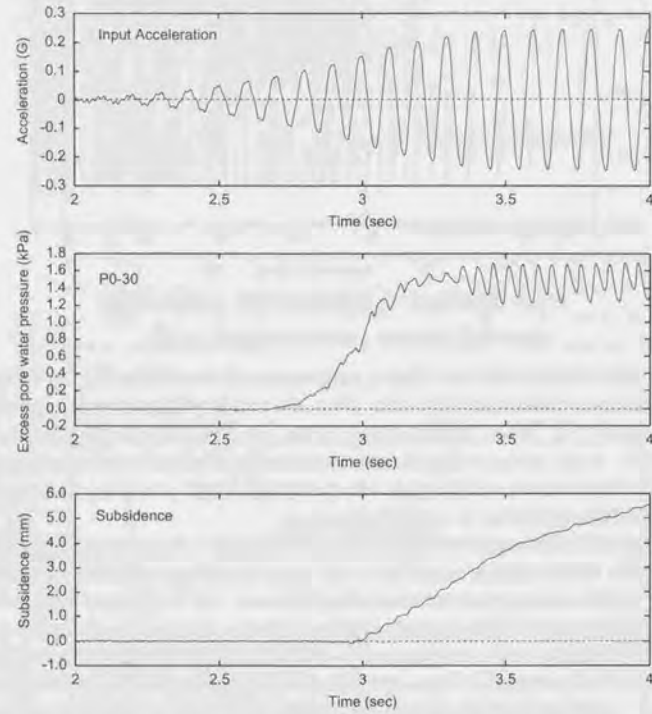 0.3
0.2
0.1
0
-0.1
-0.2
-0.3
Acceleration (G)
Input Acceleration
2 2.5 3 3.5 4
Time (sec)
1.8
1.6
1.4
1.2
1.0
0.8
0.6
0.4
0.2
0.0
-0.2
Excess pore water pressure (kPa)
P0-30
2 2.5 3 3.5 4
Time (sec)
6.0
5.0
4.0
3.0
2.0
1.0
0.0
-1.0
Subsidence (mm)
Subsidence
2 2.5 3 3.5 4
Time (sec)